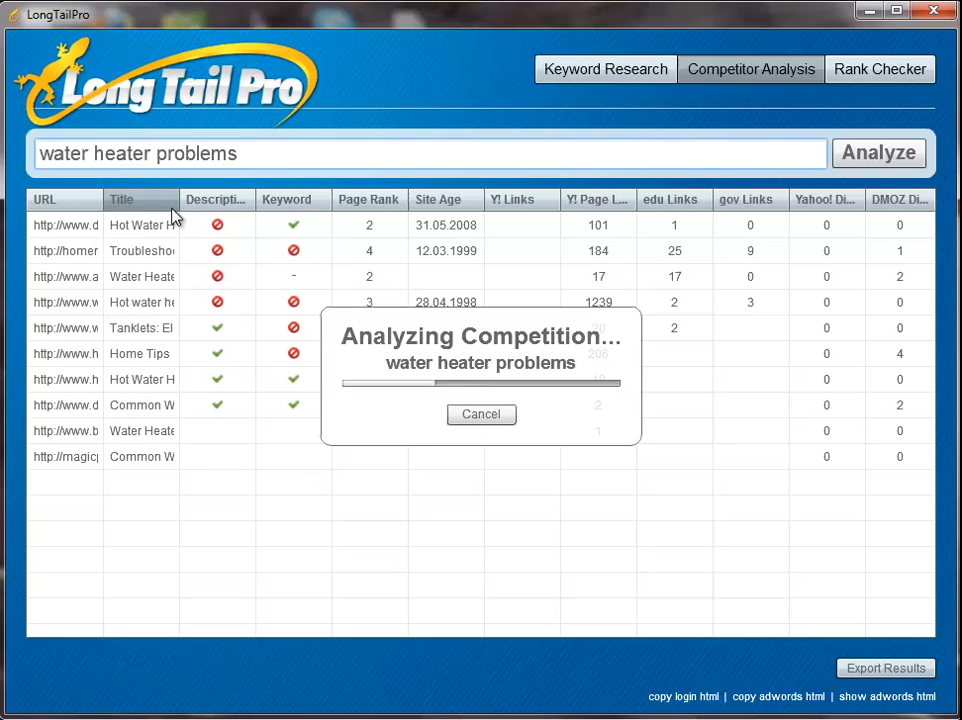 LongTailPro
Long Tail Pro
Keyword Research Competitor Analysis Rank Checker
water heater problems Analyze
URL Title Descripti... Keyword Page Rank Site Age Y! Links Y! Page L... edu Links gov Links Yahoo! Di... DMOZ Di...
http://www.d Hot Water H 2 31.05.2008 101 1 0 0 0
http://homer Troublesho 4 12.03.1999 184 25 9 0 1
http://www.a Water Heate - 2 17 17 0 0 2
http://www.w Hot water he 3 28.04.1998 1239 2 3 0 0
http://www.w Tanklets: El 2 0 0
http://www.h Home Tips 206 0 4
http://www.h Hot Water H 0 0
http://www.d Common W 2 0 2
http://www.b Water Heate 1 0 0
http://magic Common W 0 0
Analyzing Competition...
water heater problems
Cancel
Export Results
copy login html | copy adwords html | show adwords html